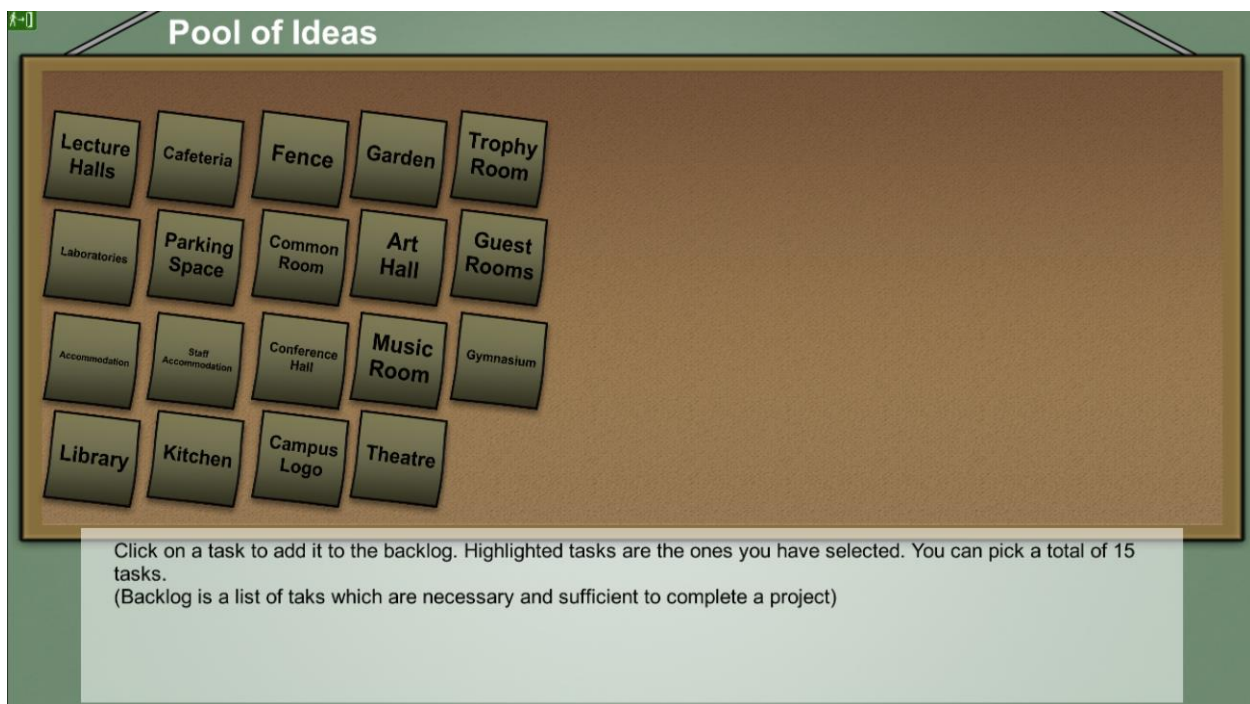 Pool of Ideas
Lecture
Halls
Cafeteria
Fence
Garden
Trophy
Room
Laboratories
Parking
Space
Common
Room
Art
Hall
Guest
Rooms
Accommodation
Staff
Accommodation
Conference
Hall
Music
Room
Gymnasium
Library
Kitchen
Campus
Logo
Theatre
Click on a task to add it to the backlog. Highlighted tasks are the ones you have selected. You can pick a total of 15
tasks.
(Backlog is a list of taks which are necessary and sufficient to complete a project)